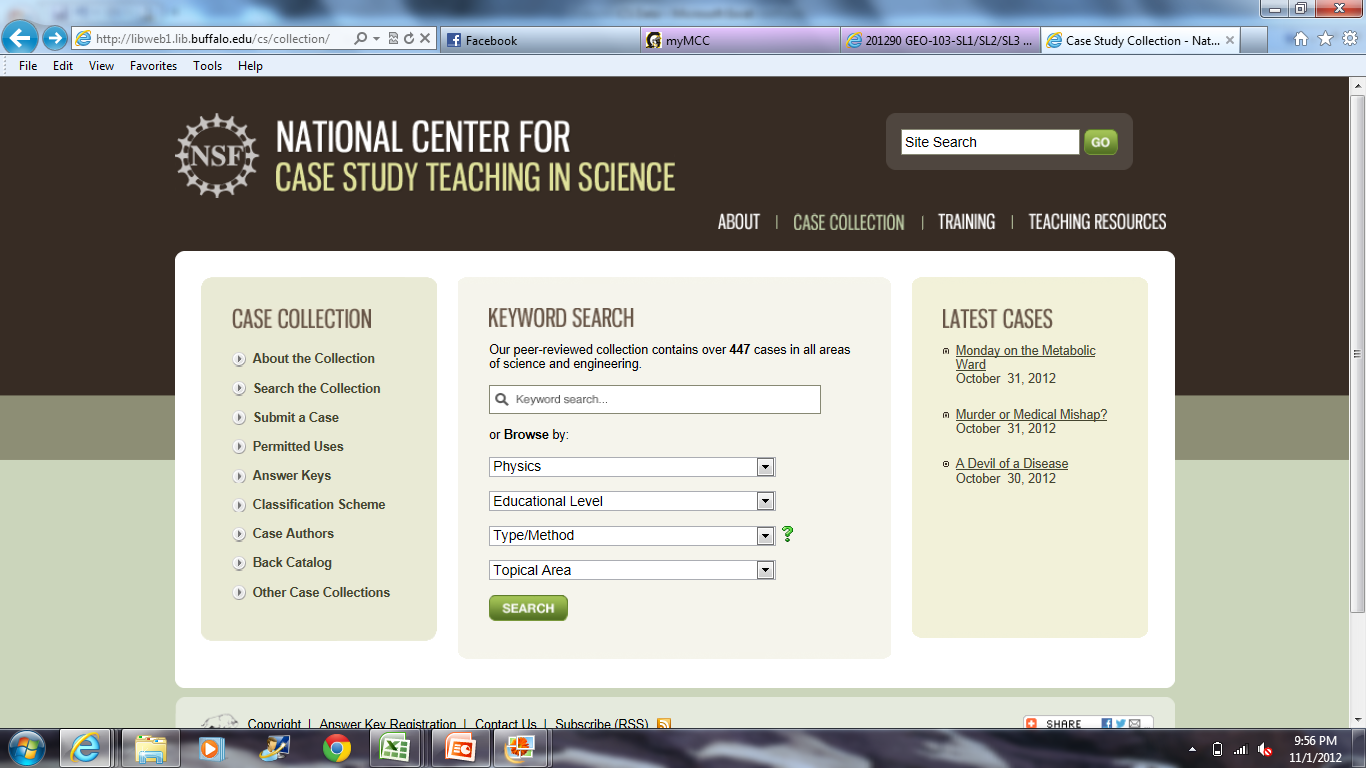 http://libweb1.lib.buffalo.edu/cs/collection/
Facebook
myMCC
201290 GEO-103-SL1/SL2/SL3 ...
Case Study Collection - Nat...
File Edit View Favorites Tools Help
NSF
NATIONAL CENTER FOR
CASE STUDY TEACHING IN SCIENCE
Site Search
GO
ABOUT | CASE COLLECTION | TRAINING | TEACHING RESOURCES
CASE COLLECTION
About the Collection
Search the Collection
Submit a Case
Permitted Uses
Answer Keys
Classification Scheme
Case Authors
Back Catalog
Other Case Collections
KEYWORD SEARCH
Our peer-reviewed collection contains over 447 cases in all areas
of science and engineering.
Keyword search...
or Browse by:
Physics
Educational Level
Type/Method
?
Topical Area
SEARCH
LATEST CASES
Monday on the Metabolic
Ward
October 31, 2012
Murder or Medical Mishap?
October 31, 2012
A Devil of a Disease
October 30, 2012
Copyright | Answer Key Registration | Contact Us | Subscribe (RSS)
SHARE
9:56 PM
11/1/2012